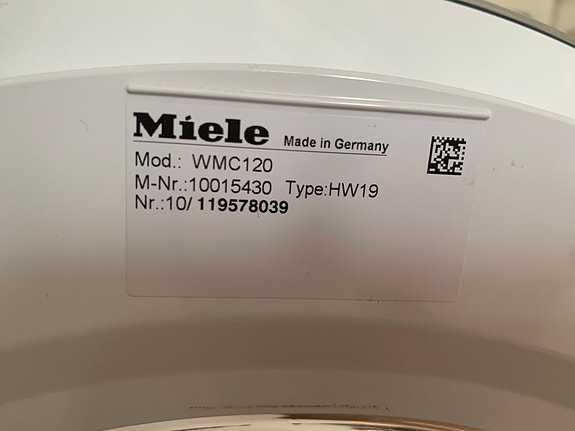 Miele Made in Germany
Mod.: WMC120
M-Nr.:10015430 Type:HW19
Nr.:10/ 119578039